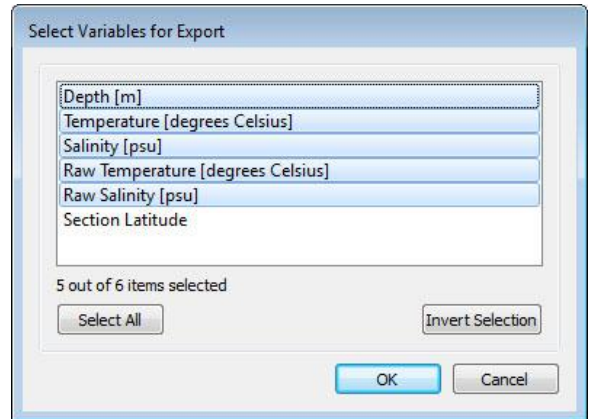 Select Variables for Export
Depth [m]
Temperature [degrees Celsius]
Salinity [psu]
Raw Temperature [degrees Celsius]
Raw Salinity [psu]
Section Latitude
5 out of 6 items selected
Select All
Invert Selection
OK
Cancel